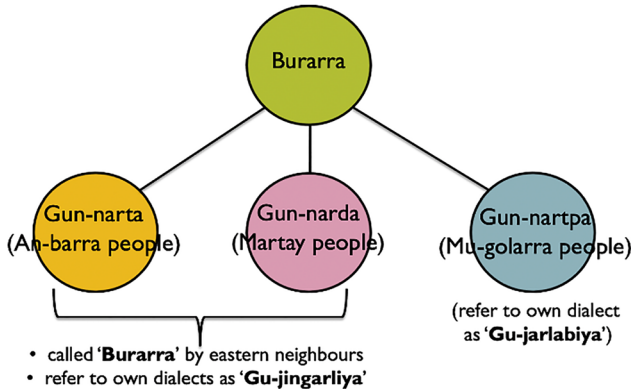 Burarra
Gun-narta
(An-barra people)
Gun-narda
(Martay people)
Gun-nartpa
(Mu-golarra people)
(refer to own dialect
as ‘Gu-jarlabiya’)
• called ‘Burarra’ by eastern neighbours
• refer to own dialects as ‘Gu-jingarliya’